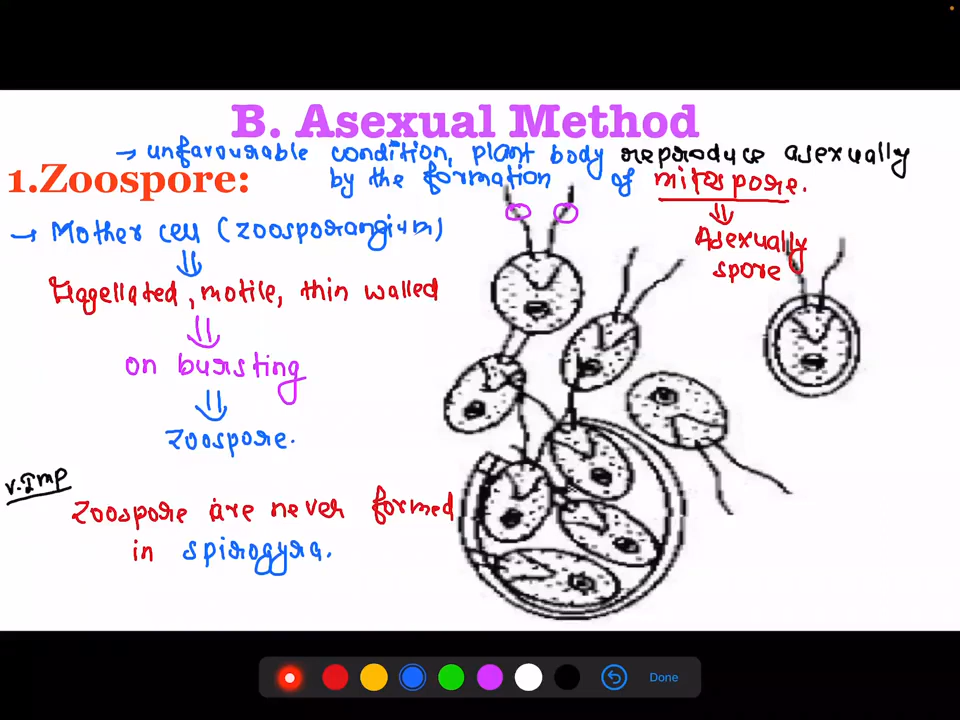 B. Asexual Method
→ unfavourable condition, plant body reproduce asexually
by the formation of mitospore.
1.Zoospore:
⇓
Asexually
spore
→ Mother cell (zoosporangium)
⇓
Flagellated, motile, thin walled
⇓
on bursting
⇓
Zoospore.
v.Imp
Zoospore are never formed
in spirogyra.
Done